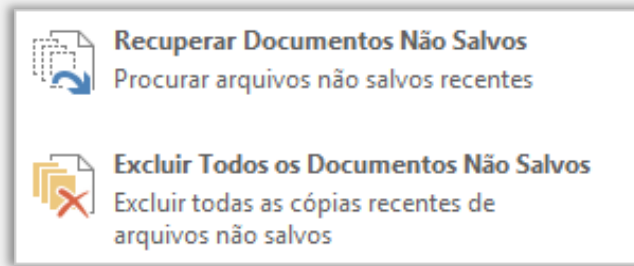 Recuperar Documentos Não Salvos
Procurar arquivos não salvos recentes
Excluir Todos os Documentos Não Salvos
Excluir todas as cópias recentes de
arquivos não salvos